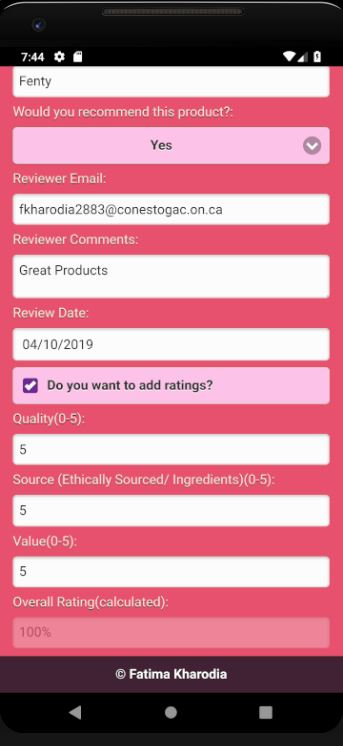 7:44
Fenty
Would you recommend this product?:
Yes
Reviewer Email:
fkharodia2883@conestogac.on.ca
Reviewer Comments:
Great Products
Review Date:
04/10/2019
Do you want to add ratings?
Quality(0-5):
5
Source (Ethically Sourced/ Ingredients)(0-5):
5
Value(0-5):
5
Overall Rating(calculated):
100%
© Fatima Kharodia